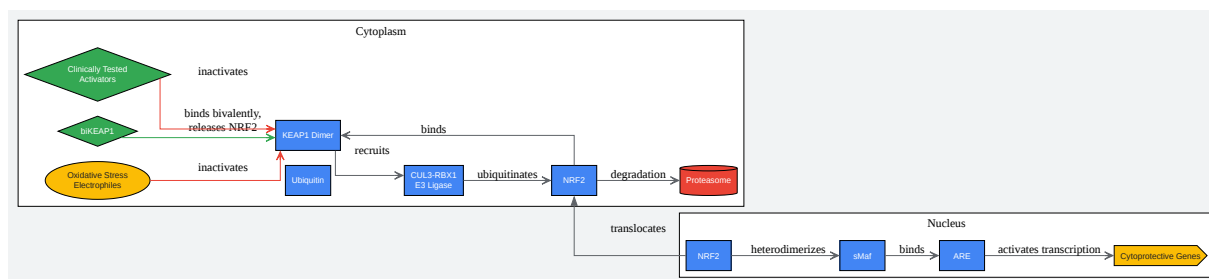 Cytoplasm
Clinically Tested
Activators
inactivates
binds bivalently,
releases NRF2
biKEAP1
KEAP1 Dimer
binds
recruits
Oxidative Stress
Electrophiles
inactivates
Ubiquitin
CUL3-RBX1
E3 Ligase
ubiquitinates
NRF2
degradation
Proteasome
translocates
Nucleus
NRF2
heterodimerizes
sMaf
binds
ARE
activates transcription
Cytoprotective Genes